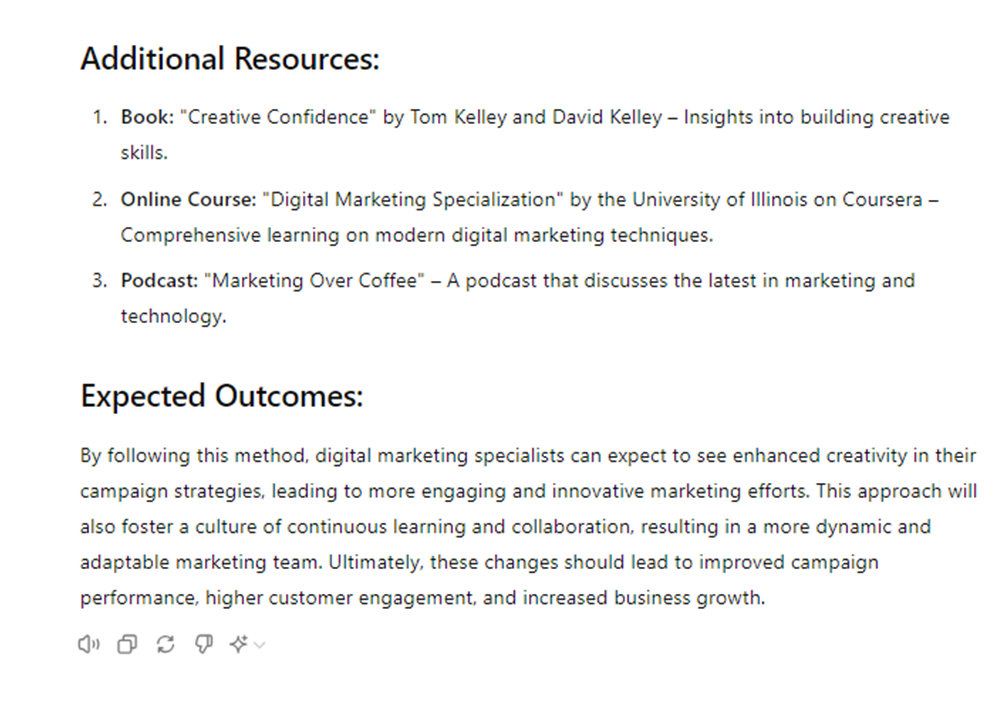 Additional Resources:
1. Book: "Creative Confidence" by Tom Kelley and David Kelley – Insights into building creative
skills.
2. Online Course: "Digital Marketing Specialization" by the University of Illinois on Coursera –
Comprehensive learning on modern digital marketing techniques.
3. Podcast: "Marketing Over Coffee" – A podcast that discusses the latest in marketing and
technology.
Expected Outcomes:
By following this method, digital marketing specialists can expect to see enhanced creativity in their
campaign strategies, leading to more engaging and innovative marketing efforts. This approach will
also foster a culture of continuous learning and collaboration, resulting in a more dynamic and
adaptable marketing team. Ultimately, these changes should lead to improved campaign
performance, higher customer engagement, and increased business growth.